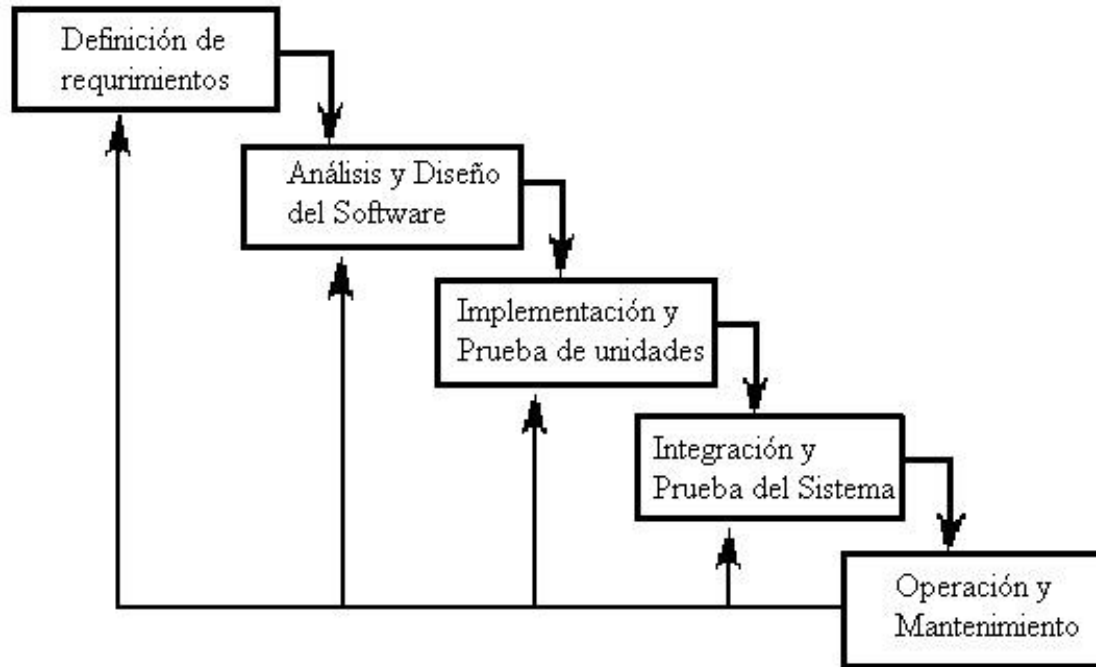 Definición de
requrimientos
Análisis y Diseño
del Software
Implementación y
Prueba de unidades
Integración y
Prueba del Sistema
Operación y
Mantenimiento